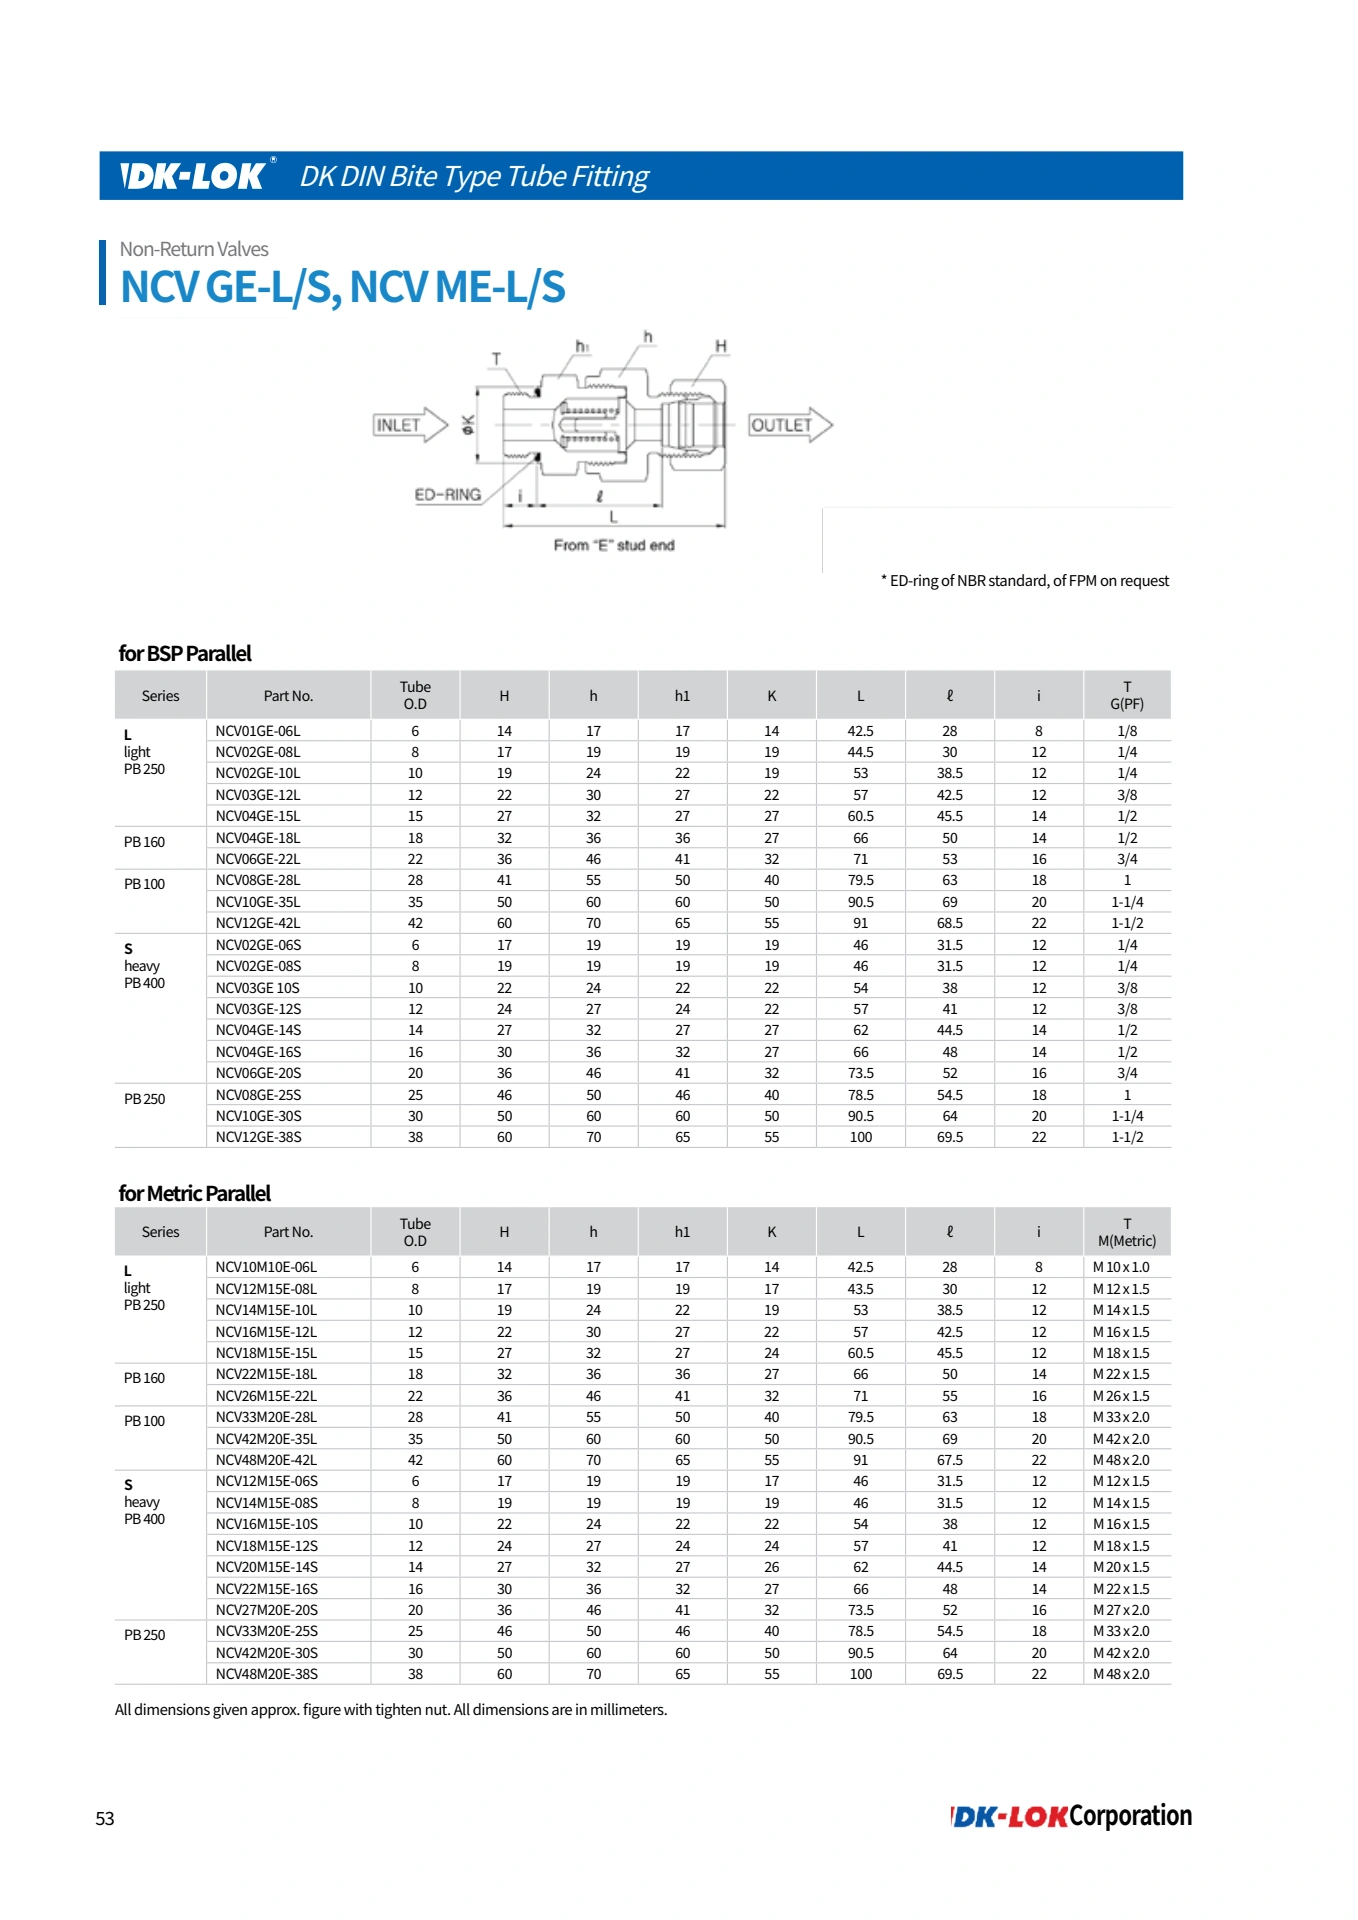 DK-LOK® DK DIN Bite Type Tube Fitting
Non-Return Valves
NCV GE-L/S, NCV ME-L/S
T h1 h H
INLET øK OUTLET
ED-RING i ℓ
L
From "E" stud end
* ED-ring of NBR standard, of FPM on request
for BSP Parallel
Series Part No. Tube O.D H h h1 K L ℓ i T G(PF)
L NCV01GE-06L 6 14 17 17 14 42.5 28 8 1/8
light NCV02GE-08L 8 17 19 19 19 44.5 30 12 1/4
PB 250 NCV02GE-10L 10 19 24 22 19 53 38.5 12 1/4
NCV03GE-12L 12 22 30 27 22 57 42.5 12 3/8
NCV04GE-15L 15 27 32 27 27 60.5 45.5 14 1/2
PB 160 NCV04GE-18L 18 32 36 36 27 66 50 14 1/2
NCV06GE-22L 22 36 46 41 32 71 53 16 3/4
PB 100 NCV08GE-28L 28 41 55 50 40 79.5 63 18 1
NCV10GE-35L 35 50 60 60 50 90.5 69 20 1-1/4
NCV12GE-42L 42 60 70 65 55 91 68.5 22 1-1/2
S NCV02GE-06S 6 17 19 19 19 46 31.5 12 1/4
heavy NCV02GE-08S 8 19 19 19 19 46 31.5 12 1/4
PB 400 NCV03GE 10S 10 22 24 22 22 54 38 12 3/8
NCV03GE-12S 12 24 27 24 22 57 41 12 3/8
NCV04GE-14S 14 27 32 27 27 62 44.5 14 1/2
NCV04GE-16S 16 30 36 32 27 66 48 14 1/2
NCV06GE-20S 20 36 46 41 32 73.5 52 16 3/4
PB 250 NCV08GE-25S 25 46 50 46 40 78.5 54.5 18 1
NCV10GE-30S 30 50 60 60 50 90.5 64 20 1-1/4
NCV12GE-38S 38 60 70 65 55 100 69.5 22 1-1/2
for Metric Parallel
Series Part No. Tube O.D H h h1 K L ℓ i T M(Metric)
L NCV10M10E-06L 6 14 17 17 14 42.5 28 8 M 10 x 1.0
light NCV12M15E-08L 8 17 19 19 17 43.5 30 12 M 12 x 1.5
PB 250 NCV14M15E-10L 10 19 24 22 19 53 38.5 12 M 14 x 1.5
NCV16M15E-12L 12 22 30 27 22 57 42.5 12 M 16 x 1.5
NCV18M15E-15L 15 27 32 27 24 60.5 45.5 12 M 18 x 1.5
PB 160 NCV22M15E-18L 18 32 36 36 27 66 50 14 M 22 x 1.5
NCV26M15E-22L 22 36 46 41 32 71 55 16 M 26 x 1.5
PB 100 NCV33M20E-28L 28 41 55 50 40 79.5 63 18 M 33 x 2.0
NCV42M20E-35L 35 50 60 60 50 90.5 69 20 M 42 x 2.0
NCV48M20E-42L 42 60 70 65 55 91 67.5 22 M 48 x 2.0
S NCV12M15E-06S 6 17 19 19 17 46 31.5 12 M 12 x 1.5
heavy NCV14M15E-08S 8 19 19 19 19 46 31.5 12 M 14 x 1.5
PB 400 NCV16M15E-10S 10 22 24 22 22 54 38 12 M 16 x 1.5
NCV18M15E-12S 12 24 27 24 24 57 41 12 M 18 x 1.5
NCV20M15E-14S 14 27 32 27 26 62 44.5 14 M 20 x 1.5
NCV22M15E-16S 16 30 36 32 27 66 48 14 M 22 x 1.5
NCV27M20E-20S 20 36 46 41 32 73.5 52 16 M 27 x 2.0
PB 250 NCV33M20E-25S 25 46 50 46 40 78.5 54.5 18 M 33 x 2.0
NCV42M20E-30S 30 50 60 60 50 90.5 64 20 M 42 x 2.0
NCV48M20E-38S 38 60 70 65 55 100 69.5 22 M 48 x 2.0
All dimensions given approx. figure with tighten nut. All dimensions are in millimeters.
53 DK-LOK Corporation